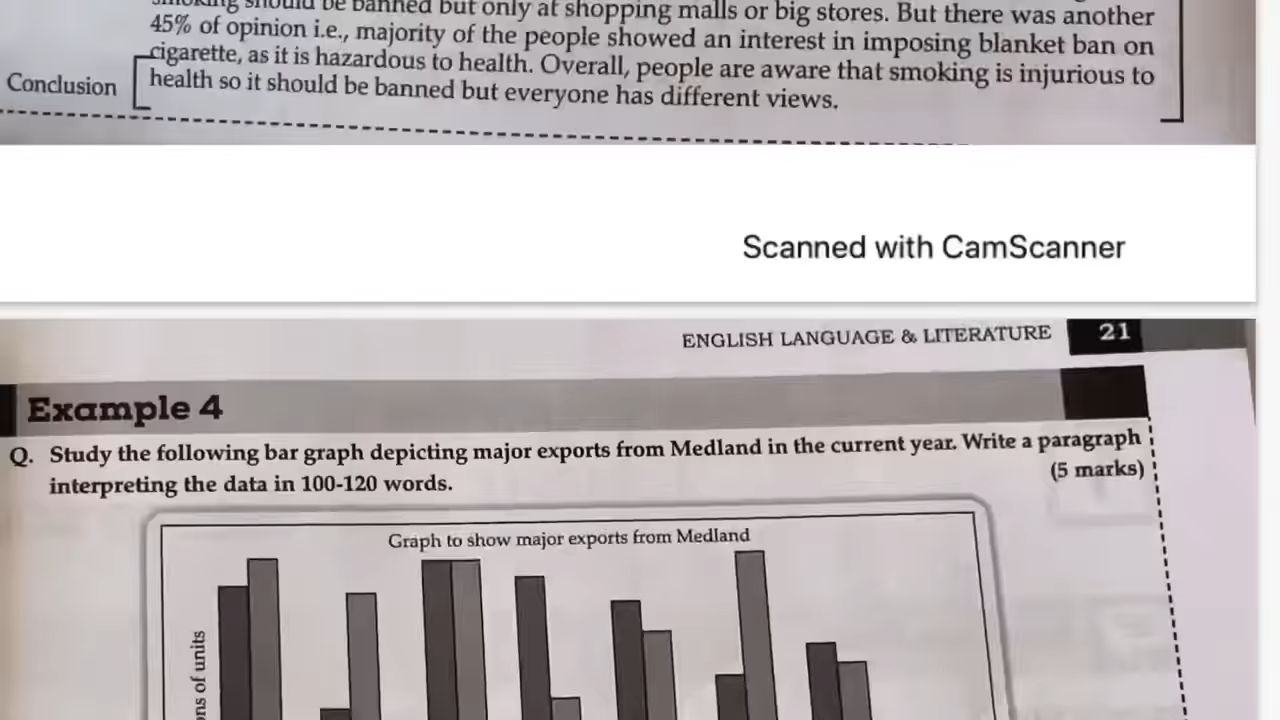 smoking should be banned but only at shopping malls or big stores. But there was another
45% of opinion i.e., majority of the people showed an interest in imposing blanket ban on
cigarette, as it is hazardous to health. Overall, people are aware that smoking is injurious to
Conclusion health so it should be banned but everyone has different views.
Scanned with CamScanner
ENGLISH LANGUAGE & LITERATURE 21
Example 4
Q. Study the following bar graph depicting major exports from Medland in the current year. Write a paragraph
interpreting the data in 100-120 words. (5 marks)
Graph to show major exports from Medland
of units